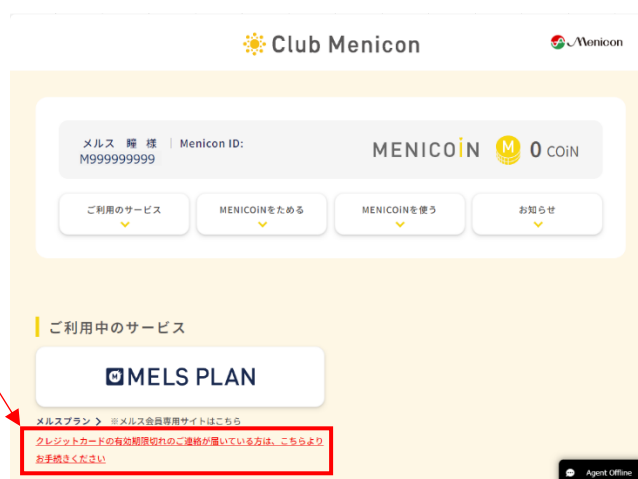 Club Menicon
Menicon
メルス 瞳 様 | Menicon ID:
M999999999
MENICOiN M 0 COiN
ご利用のサービス
MENICOiNをためる
MENICOiNを使う
お知らせ
ご利用中のサービス
MELS PLAN
メルスプラン ❯ ※メルス会員専用サイトはこちら
クレジットカードの有効期限切れのご連絡が届いている方は、こちらより
お手続きください
Agent Offline